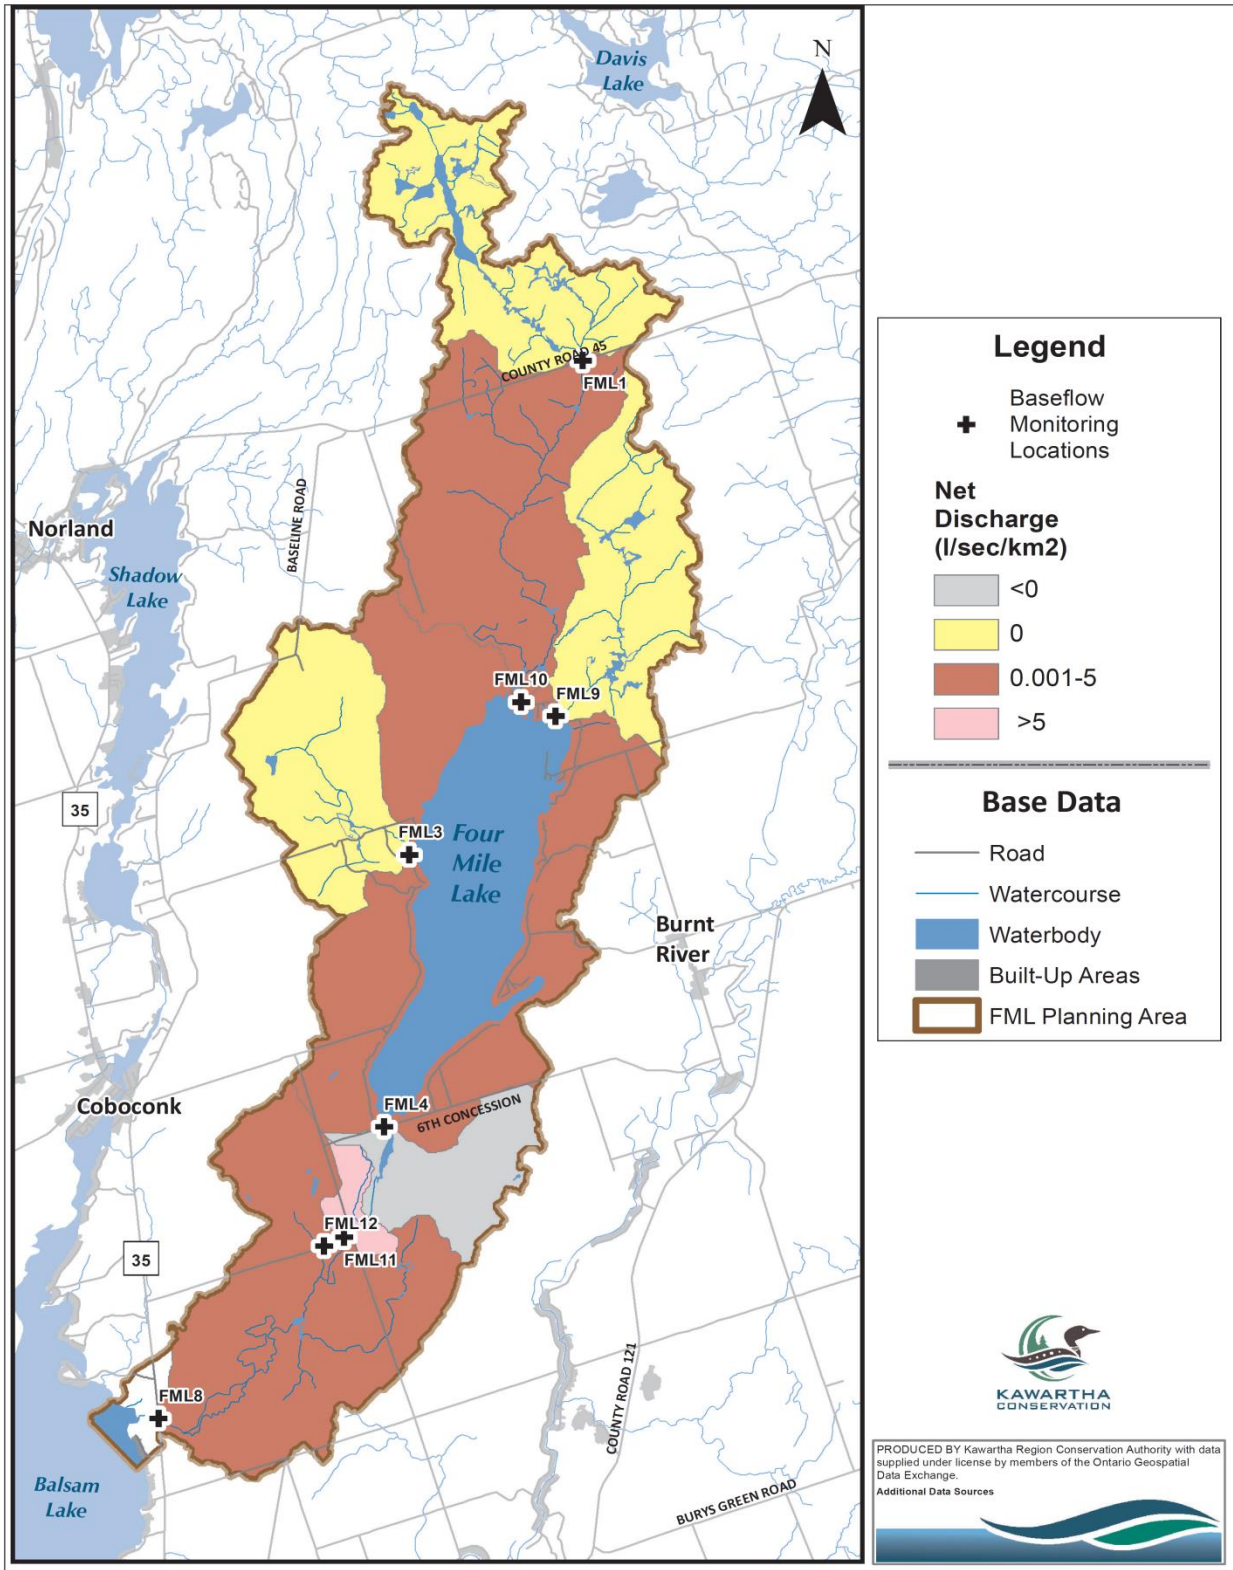 Davis
Lake
N
COUNTY ROAD 45
FML1
BASELINE ROAD
Norland
Shadow
Lake
FML10
FML9
35
FML3
Four
Mile
Lake
Burnt
River
Coboconk
FML4
6TH CONCESSION
FML12
FML11
35
FML8
Balsam
Lake
COUNTY ROAD 121
BURYS GREEN ROAD
Legend
Baseflow
Monitoring
Locations
Net
Discharge
(l/sec/km2)
<0
0
0.001-5
>5
Base Data
Road
Watercourse
Waterbody
Built-Up Areas
FML Planning Area
KAWARTHA
CONSERVATION
PRODUCED BY Kawartha Region Conservation Authority with data
supplied under license by members of the Ontario Geospatial
Data Exchange.
Additional Data Sources